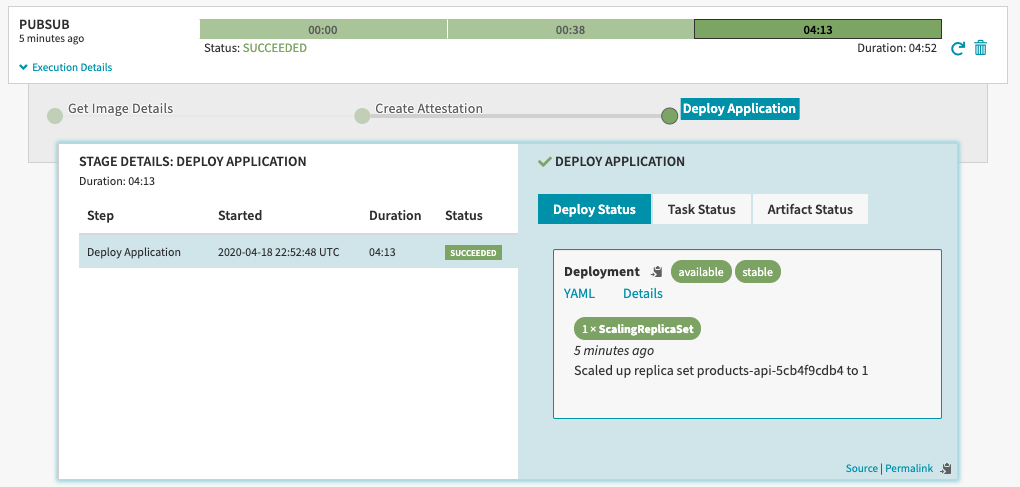 PUBSUB
5 minutes ago
00:00 00:38 04:13
Status: SUCCEEDED Duration: 04:52
Execution Details
Get Image Details Create Attestation Deploy Application
STAGE DETAILS: DEPLOY APPLICATION
Duration: 04:13
Step Started Duration Status
Deploy Application 2020-04-18 22:52:48 UTC 04:13 SUCCEEDED
DEPLOY APPLICATION
Deploy Status Task Status Artifact Status
Deployment available stable
YAML Details
1 × ScalingReplicaSet
5 minutes ago
Scaled up replica set products-api-5cb4f9cdb4 to 1
Source | Permalink